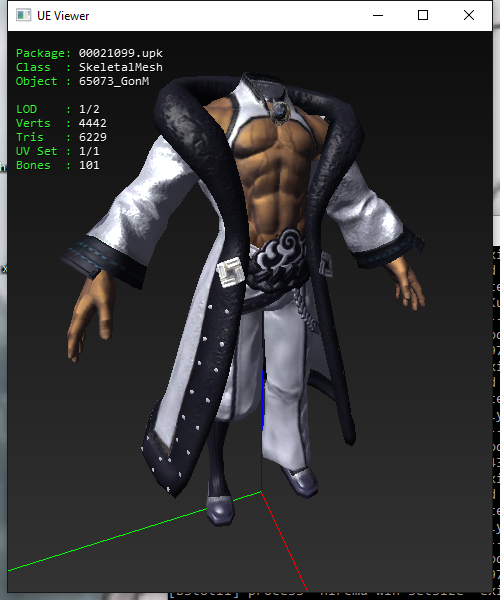 UE Viewer
Package: 00021099.upk
Class : SkeletalMesh
Object : 65073_GonM
LOD : 1/2
Verts : 4442
Tris : 6229
UV Set : 1/1
Bones : 101